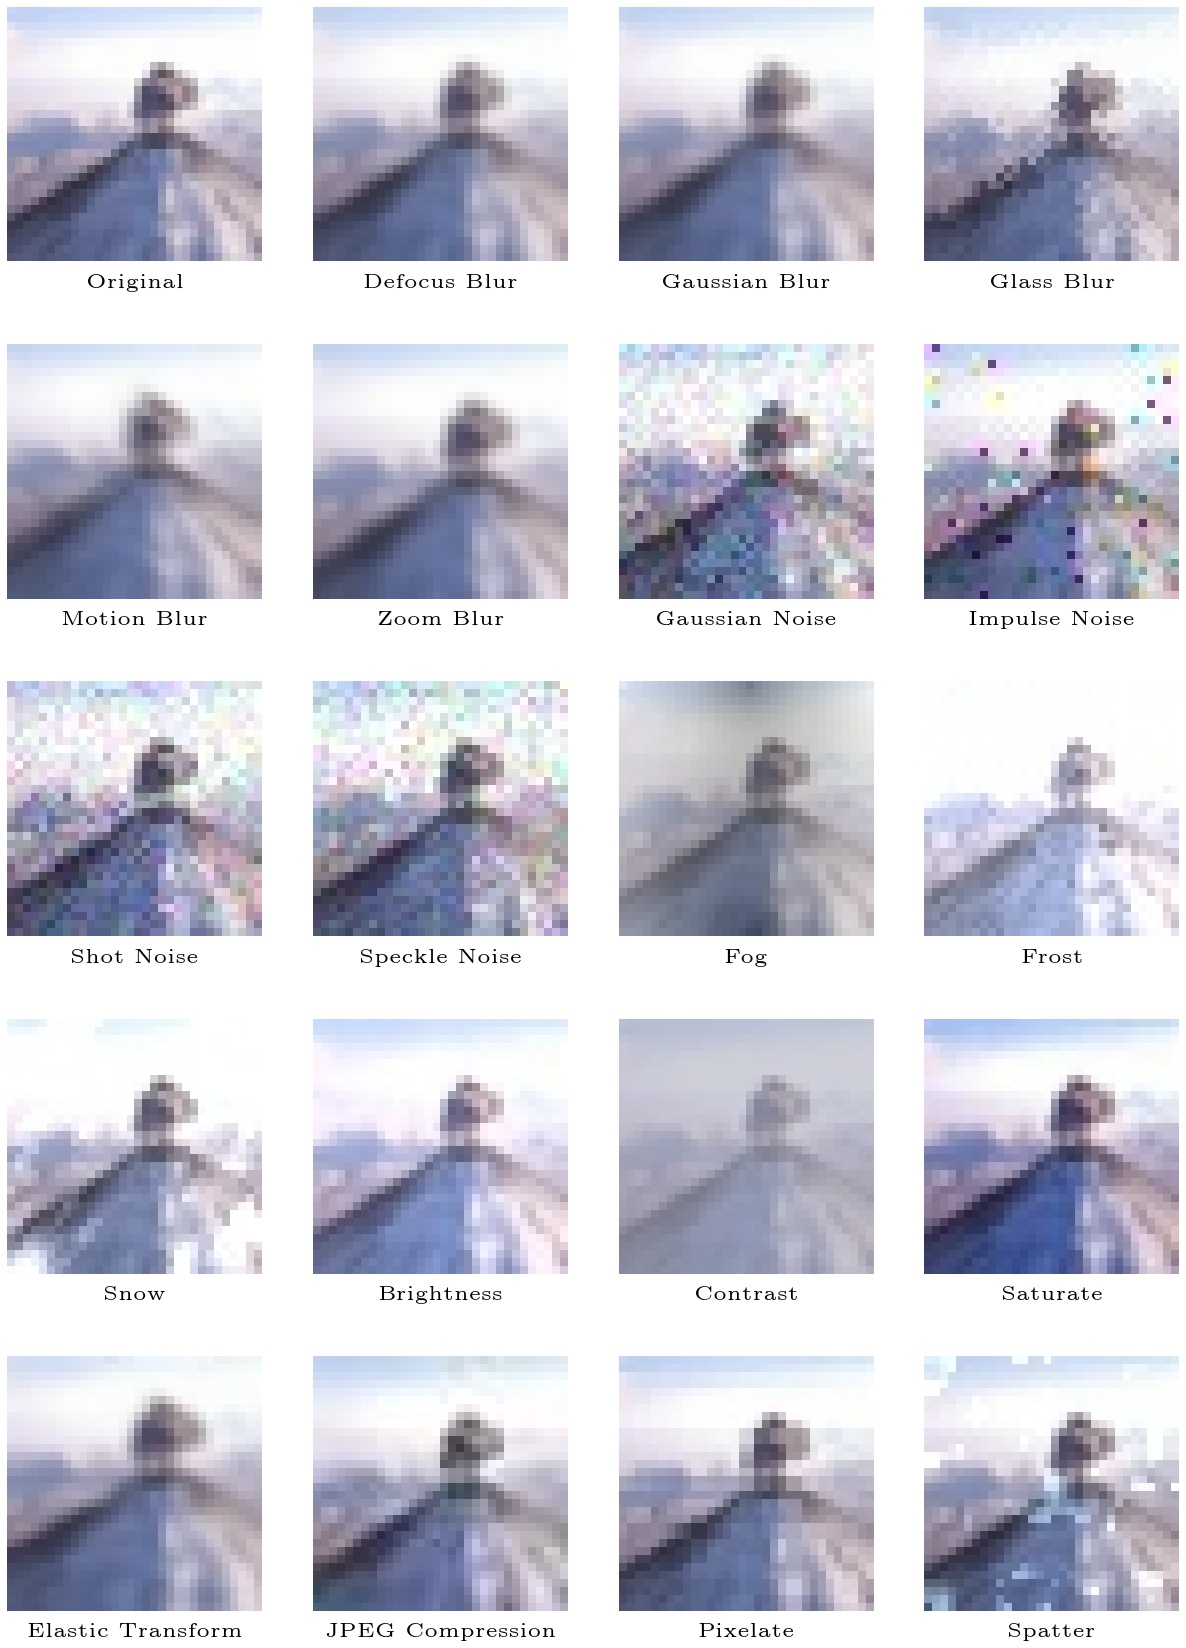 Original
Defocus Blur
Gaussian Blur
Glass Blur
Motion Blur
Zoom Blur
Gaussian Noise
Impulse Noise
Shot Noise
Speckle Noise
Fog
Frost
Snow
Brightness
Contrast
Saturate
Elastic Transform
JPEG Compression
Pixelate
Spatter